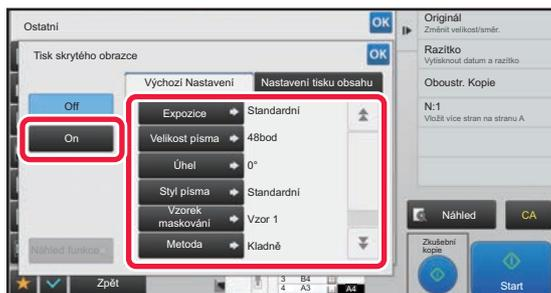 Ostatní
OK
Tisk skrytého obrazce
OK
Výchozí Nastavení
Nastavení tisku obsahu
Off
On
Expozice
Standardní
Velikost písma
48bod
Úhel
0°
Styl písma
Standardní
Vzorek
maskování
Vzor 1
Metoda
Kladně
Náhled funkce
Zpět
3 B4
4 A3
A4
Originál
Změnit velikost/směr.
Razítko
Vytisknout datum a razítko
Oboustr. Kopie
N:1
Vložit více stran na stranu A
Náhled
CA
Zkušební
kopie
Start